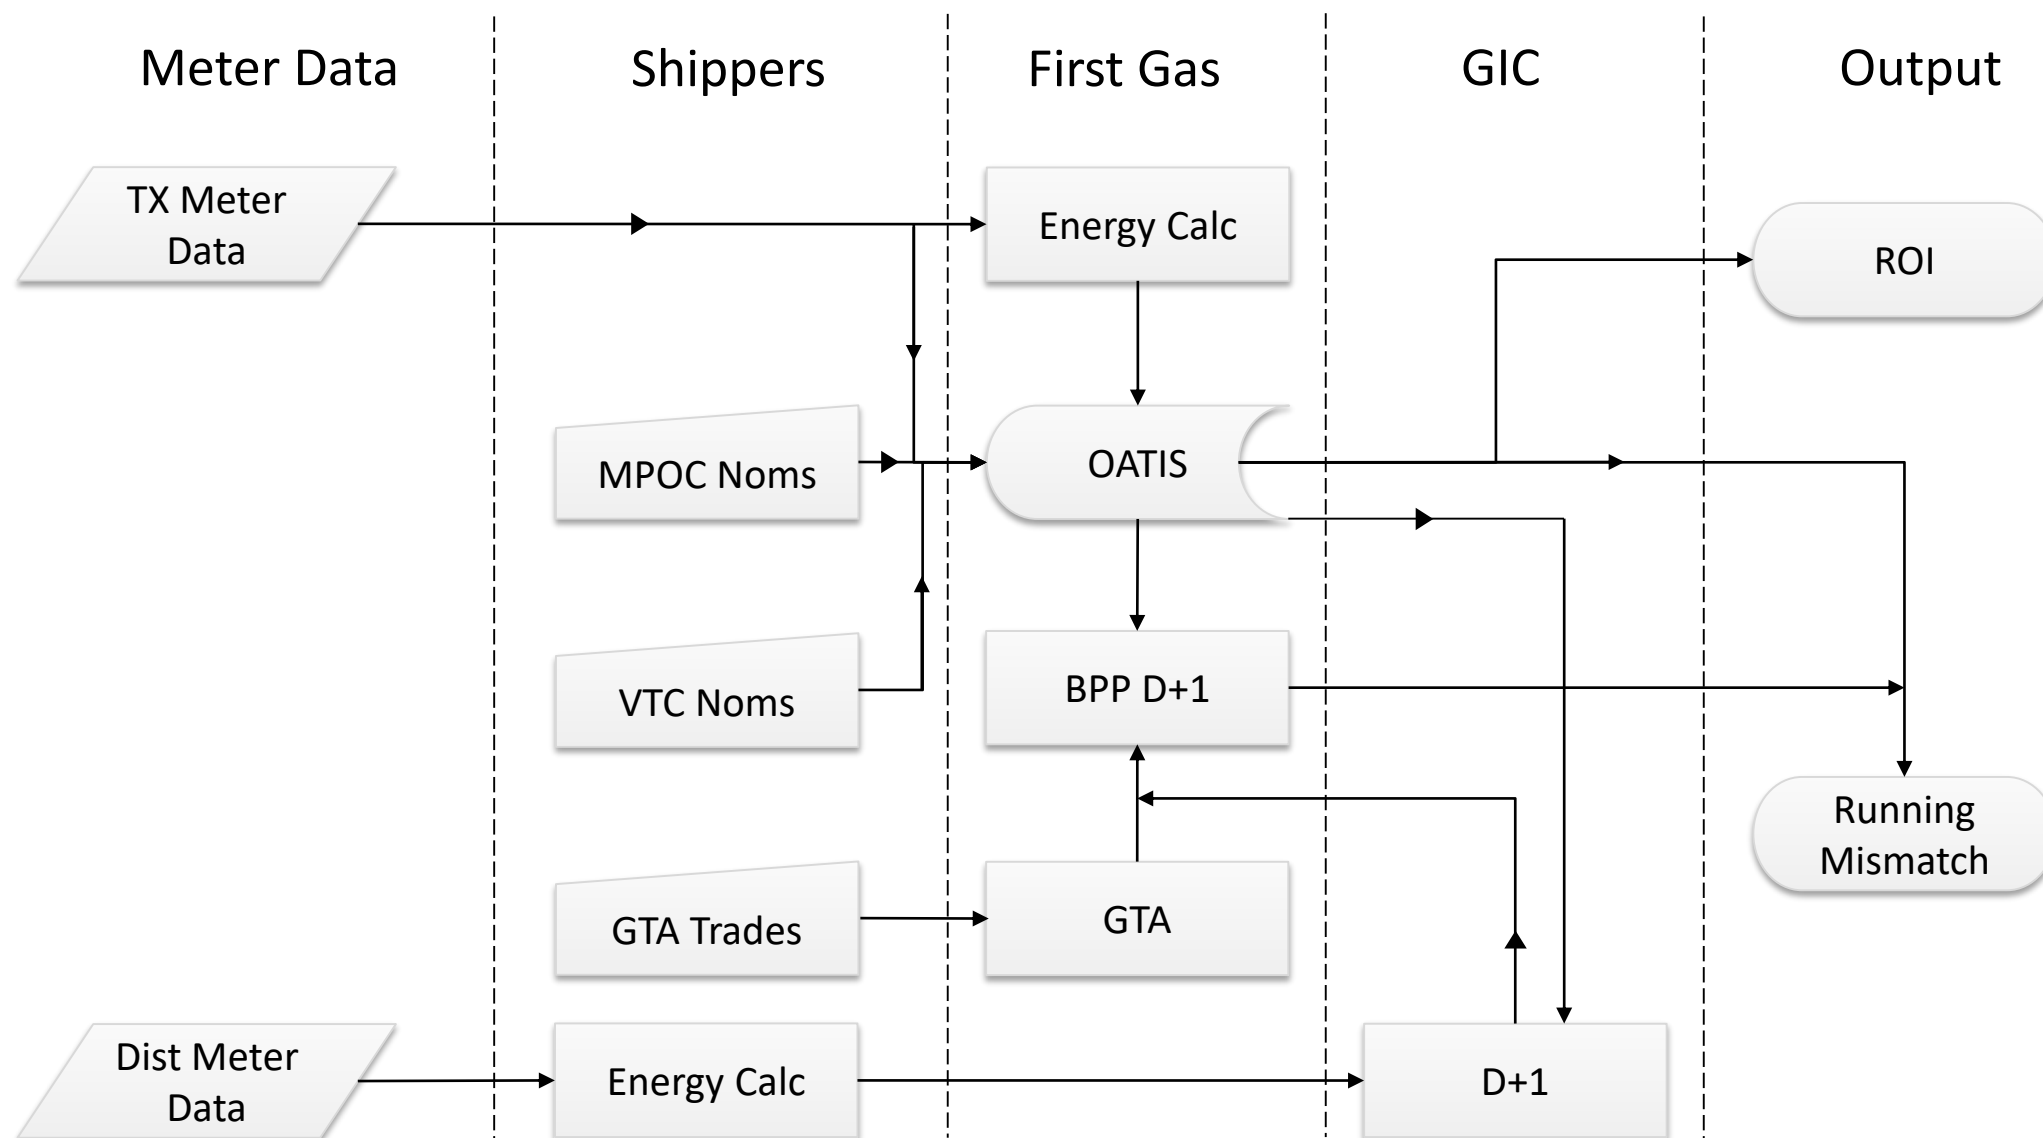 Meter Data
Shippers
First Gas
GIC
Output
TX Meter
Data
Energy Calc
ROI
MPOC Noms
OATIS
VTC Noms
BPP D+1
Running
Mismatch
GTA Trades
GTA
Dist Meter
Data
Energy Calc
D+1